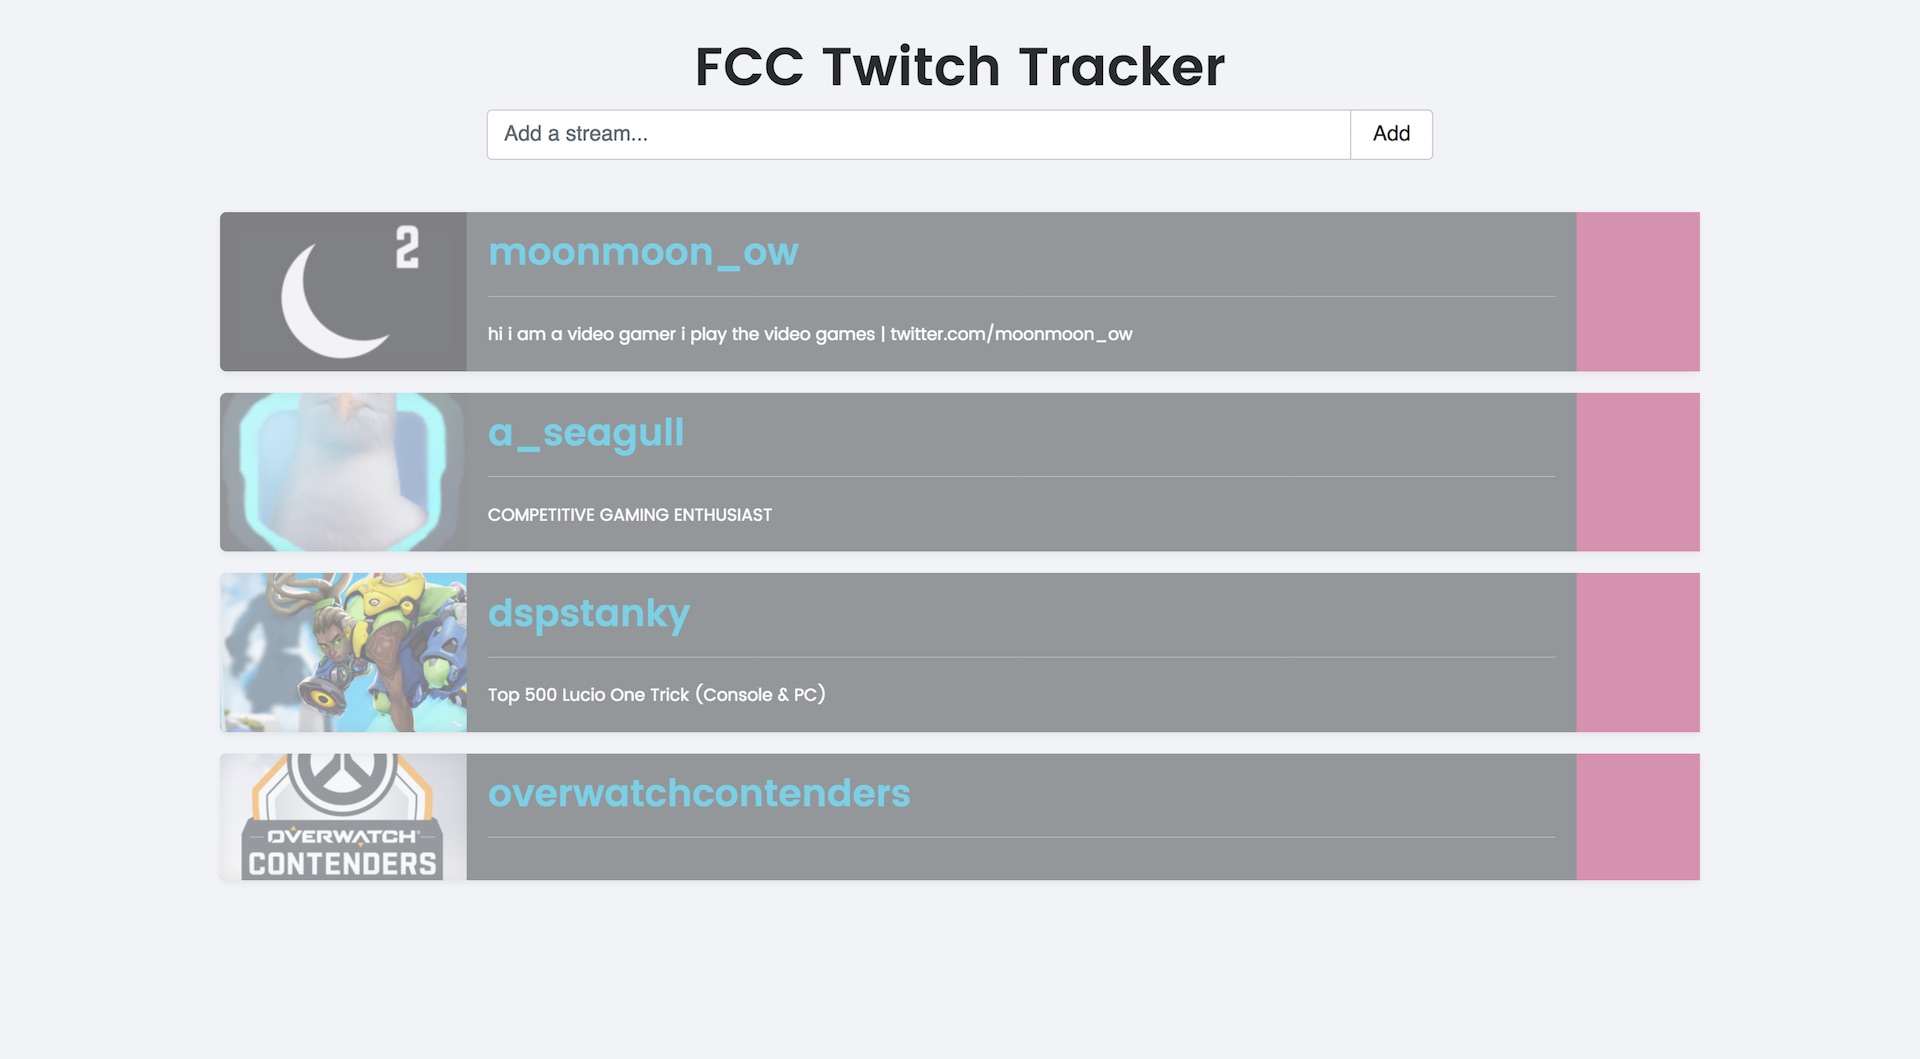 FCC Twitch Tracker
Add a stream...
Add
2
moonmoon_ow
hi i am a video gamer i play the video games | twitter.com/moonmoon_ow
a_seagull
COMPETITIVE GAMING ENTHUSIAST
dspstanky
Top 500 Lucio One Trick (Console & PC)
OVERWATCH
CONTENDERS
overwatchcontenders